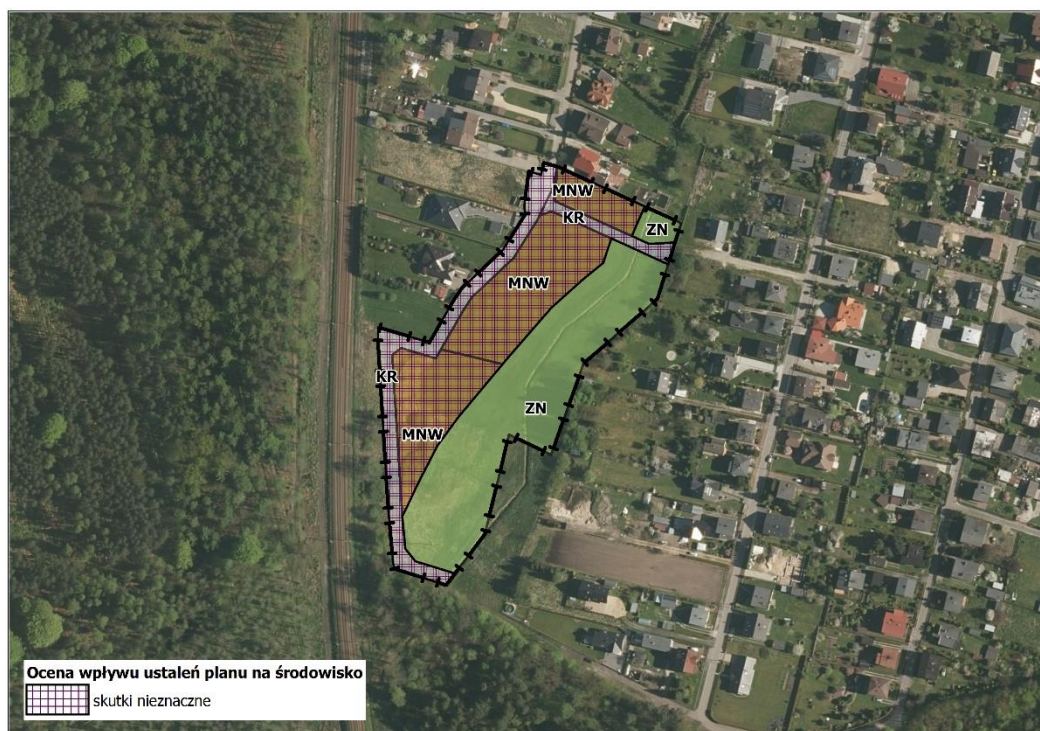 MNW
KR
ZN
MNW
KR
ZN
MNW
Ocena wpływu ustaleń planu na środowisko
skutki nieznaczne